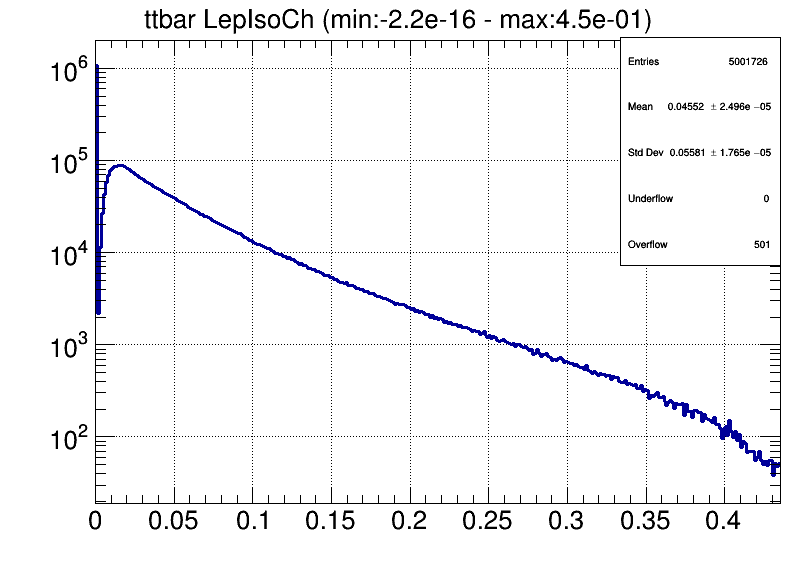 ttbar LepIsoCh (min:-2.2e-16 - max:4.5e-01)
Entries 5001726
Mean 0.04552 ± 2.496e −05
Std Dev 0.05581 ± 1.765e −05
Underflow 0
Overflow 501
10^6
10^5
10^4
10^3
10^2
0 0.05 0.1 0.15 0.2 0.25 0.3 0.35 0.4